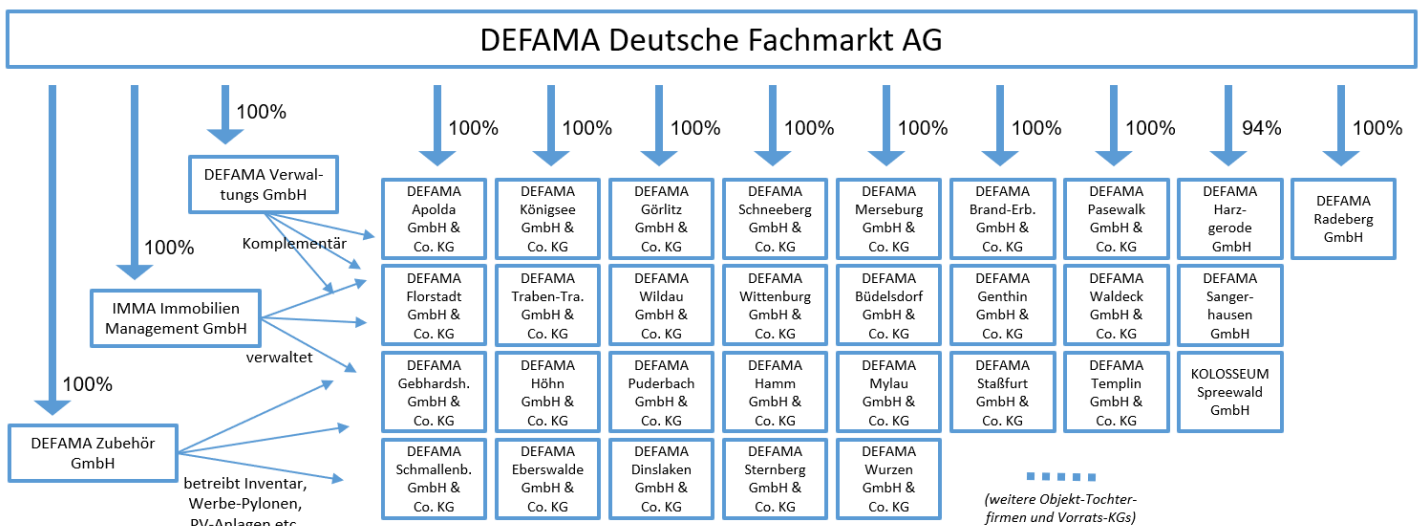 DEFAMA Deutsche Fachmarkt AG
100%
100%
100%
100%
100%
100%
100%
100%
100%
100%
94%
100%
DEFAMA Verwal-
tungs GmbH
Komplementär
IMMA Immobilien
Management GmbH
verwaltet
DEFAMA Zubehör
GmbH
betreibt Inventar,
Werbe-Pylonen,
PV-Anlagen etc.
DEFAMA
Apolda
GmbH &
Co. KG
DEFAMA
Königsee
GmbH &
Co. KG
DEFAMA
Görlitz
GmbH &
Co. KG
DEFAMA
Schneeberg
GmbH &
Co. KG
DEFAMA
Merseburg
GmbH &
Co. KG
DEFAMA
Brand-Erb.
GmbH &
Co. KG
DEFAMA
Pasewalk
GmbH &
Co. KG
DEFAMA
Harz-
gerode
GmbH
DEFAMA
Radeberg
GmbH
DEFAMA
Florstadt
GmbH &
Co. KG
DEFAMA
Traben-Tra.
GmbH &
Co. KG
DEFAMA
Wildau
GmbH &
Co. KG
DEFAMA
Wittenburg
GmbH &
Co. KG
DEFAMA
Büdelsdorf
GmbH &
Co. KG
DEFAMA
Genthin
GmbH &
Co. KG
DEFAMA
Waldeck
GmbH &
Co. KG
DEFAMA
Sanger-
hausen
GmbH
DEFAMA
Gebhardsh.
GmbH &
Co. KG
DEFAMA
Höhn
GmbH &
Co. KG
DEFAMA
Puderbach
GmbH &
Co. KG
DEFAMA
Hamm
GmbH &
Co. KG
DEFAMA
Mylau
GmbH &
Co. KG
DEFAMA
Staßfurt
GmbH &
Co. KG
DEFAMA
Templin
GmbH &
Co. KG
KOLOSSEUM
Spreewald
GmbH
DEFAMA
Schmallenb.
GmbH &
Co. KG
DEFAMA
Eberswalde
GmbH &
Co. KG
DEFAMA
Dinslaken
GmbH &
Co. KG
DEFAMA
Sternberg
GmbH &
Co. KG
DEFAMA
Wurzen
GmbH &
Co. KG
(weitere Objekt-Tochter-
firmen und Vorrats-KGs)